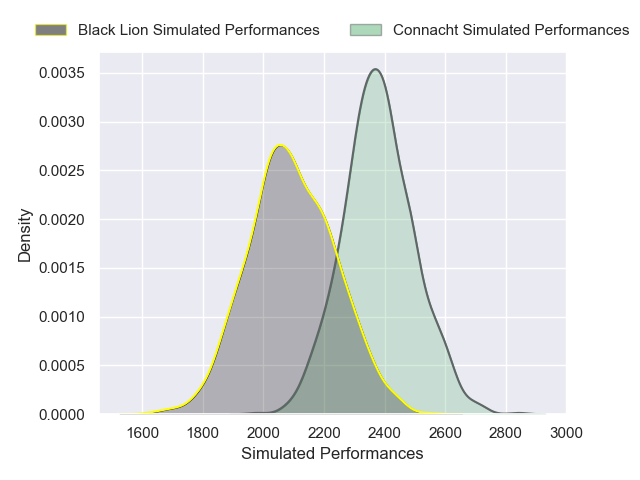 Black Lion Simulated Performances Connacht Simulated Performances
0.0035
0.0030
0.0025
0.0020
0.0015
0.0010
0.0005
0.0000
Density
1600 1800 2000 2200 2400 2600 2800 3000
Simulated Performances